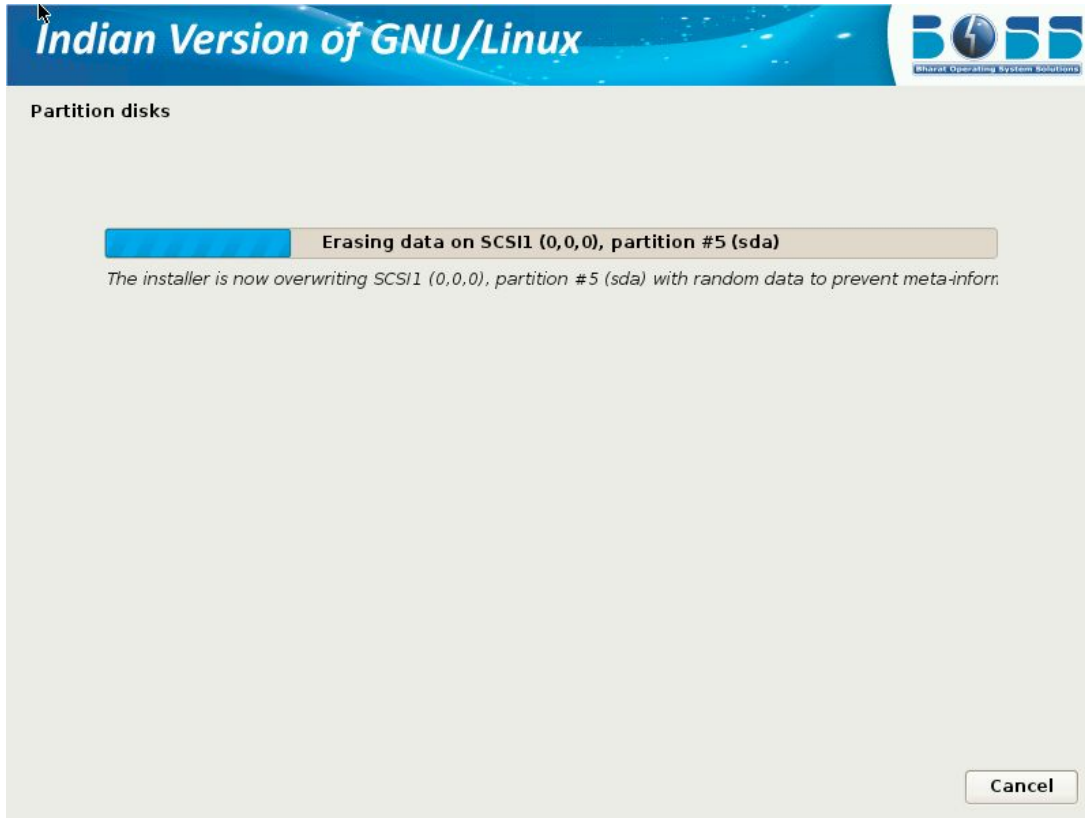 Indian Version of GNU/Linux
BOSS
Bharat Operating System Solutions
Partition disks
Erasing data on SCSI1 (0,0,0), partition #5 (sda)
The installer is now overwriting SCSI1 (0,0,0), partition #5 (sda) with random data to prevent meta-inform
Cancel